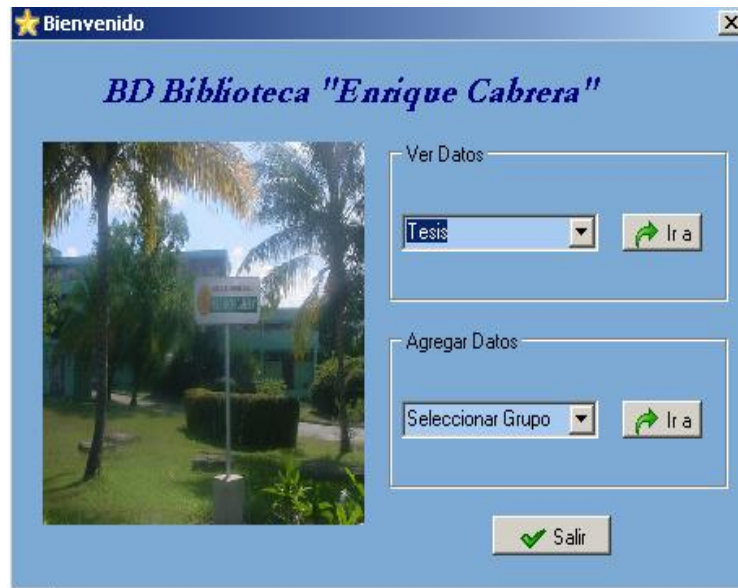 Bienvenido
BD Biblioteca "Enrique Cabrera"
Ver Datos
Tesis
Ir a
Agregar Datos
Seleccionar Grupo
Ir a
Salir